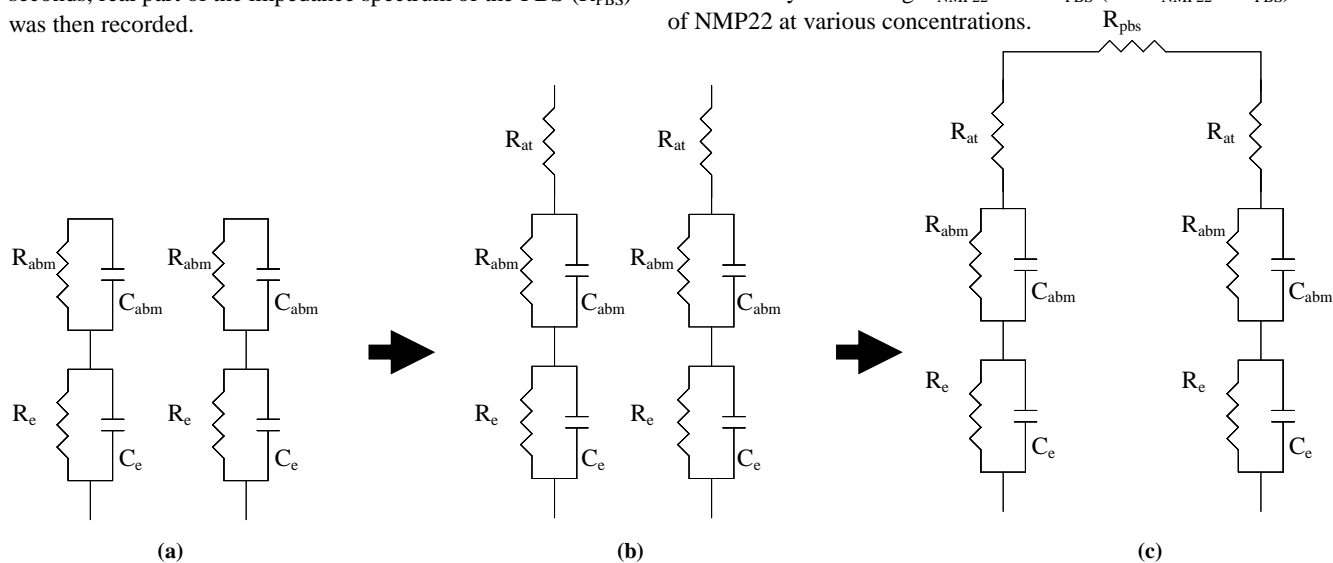 seconds, real part of the impedance spectrum of the PBS (R_PBS)
was then recorded.
of NMP22 at various concentrations.
R_pbs
R_at
R_at
R_at
R_at
R_abm
C_abm
R_abm
C_abm
R_abm
C_abm
R_abm
C_abm
R_abm
C_abm
R_abm
C_abm
R_e
C_e
R_e
C_e
R_e
C_e
R_e
C_e
R_e
C_e
R_e
C_e
(a)
(b)
(c)